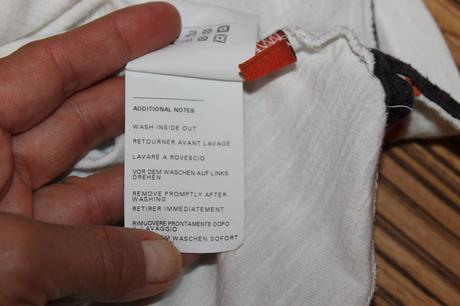 ADDITIONAL NOTES
WASH INSIDE OUT
RETOURNER AVANT LAVAGE
LAVARE A ROVESCIO
VOR DEM WASCHEN AUF LINKS
DREHEN
REMOVE PROMPTLY AFTER
WASHING
RETIRER IMMEDIATEMENT
RIMUOVERE PRONTAMENTE DOPO
LAVAGGIO
WASCHEN SOFORT